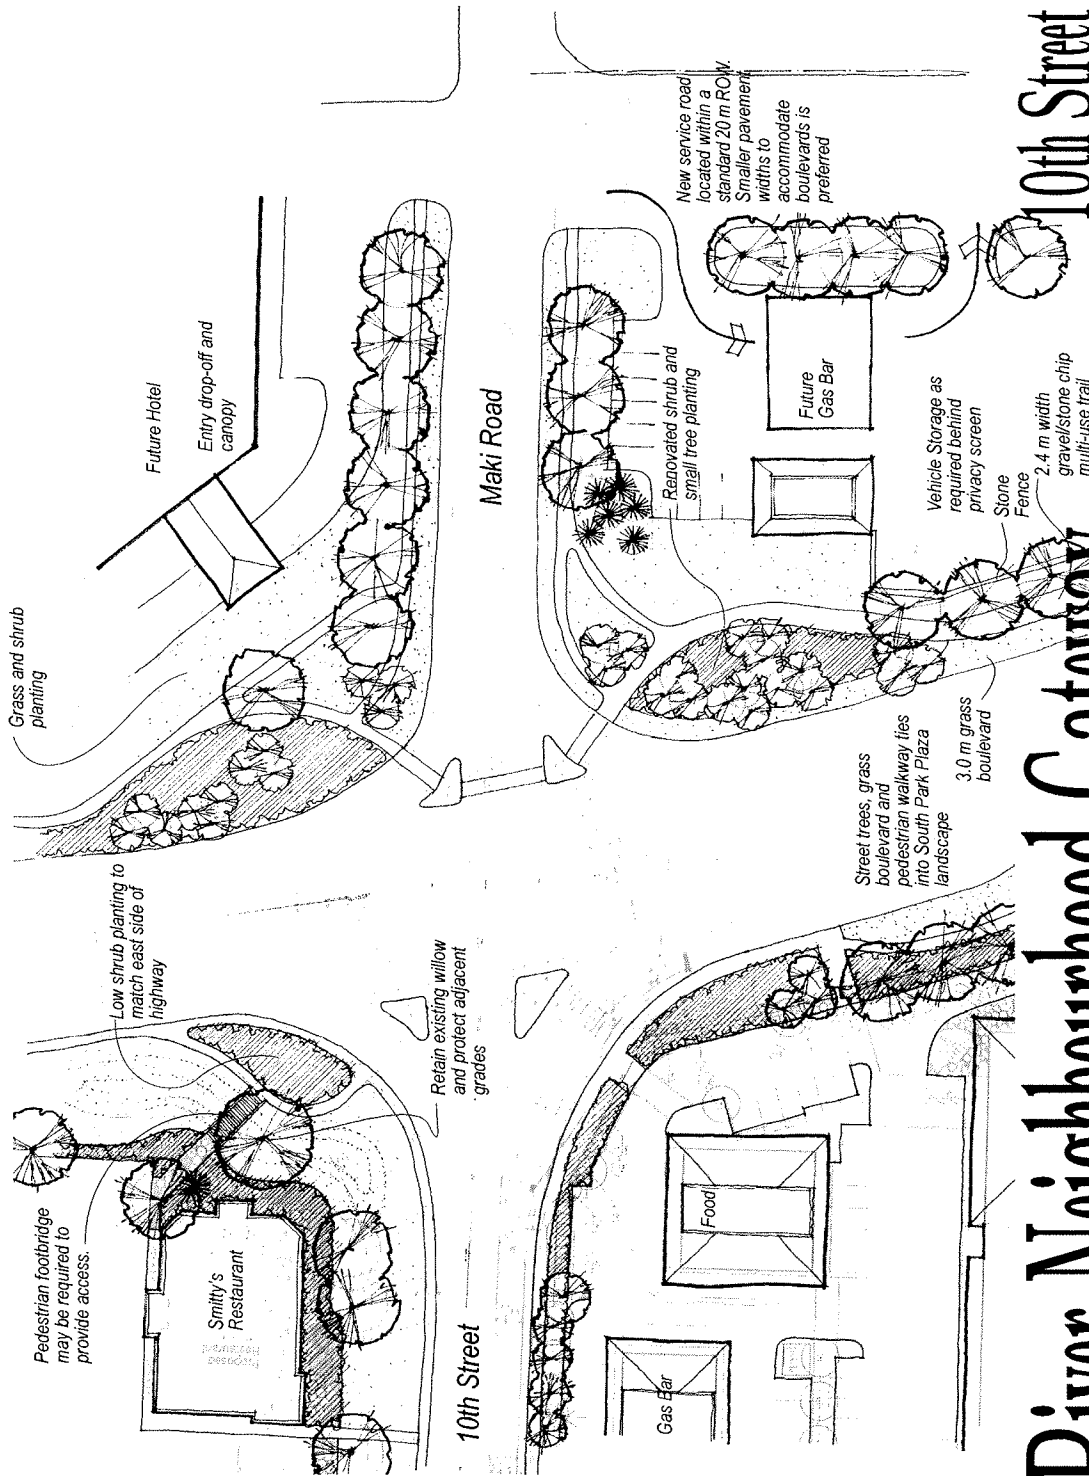 Grass and shrub
planting
Future Hotel
Entry drop-off and
canopy
Pedestrian footbridge
may be required to
provide access.
Low shrub planting to
match east side of
highway
Smitty's
Restaurant
Proposed
Restaurant
Retain existing willow
and protect adjacent
grades
10th Street
Maki Road
New service road
located within a
standard 20 m ROW.
Smaller pavement
widths to
accommodate
boulevards is
preferred
Renovated shrub and
small tree planting
Future
Gas Bar
Vehicle Storage as
required behind
privacy screen
Stone
Fence
2.4 m width
gravel/stone chip
multi-use trail
Street trees, grass
boulevard and
pedestrian walkway ties
into South Park Plaza
landscape
3.0 m grass
boulevard
Food
Gas Bar
River Neighbourhood Gateway 10th Street